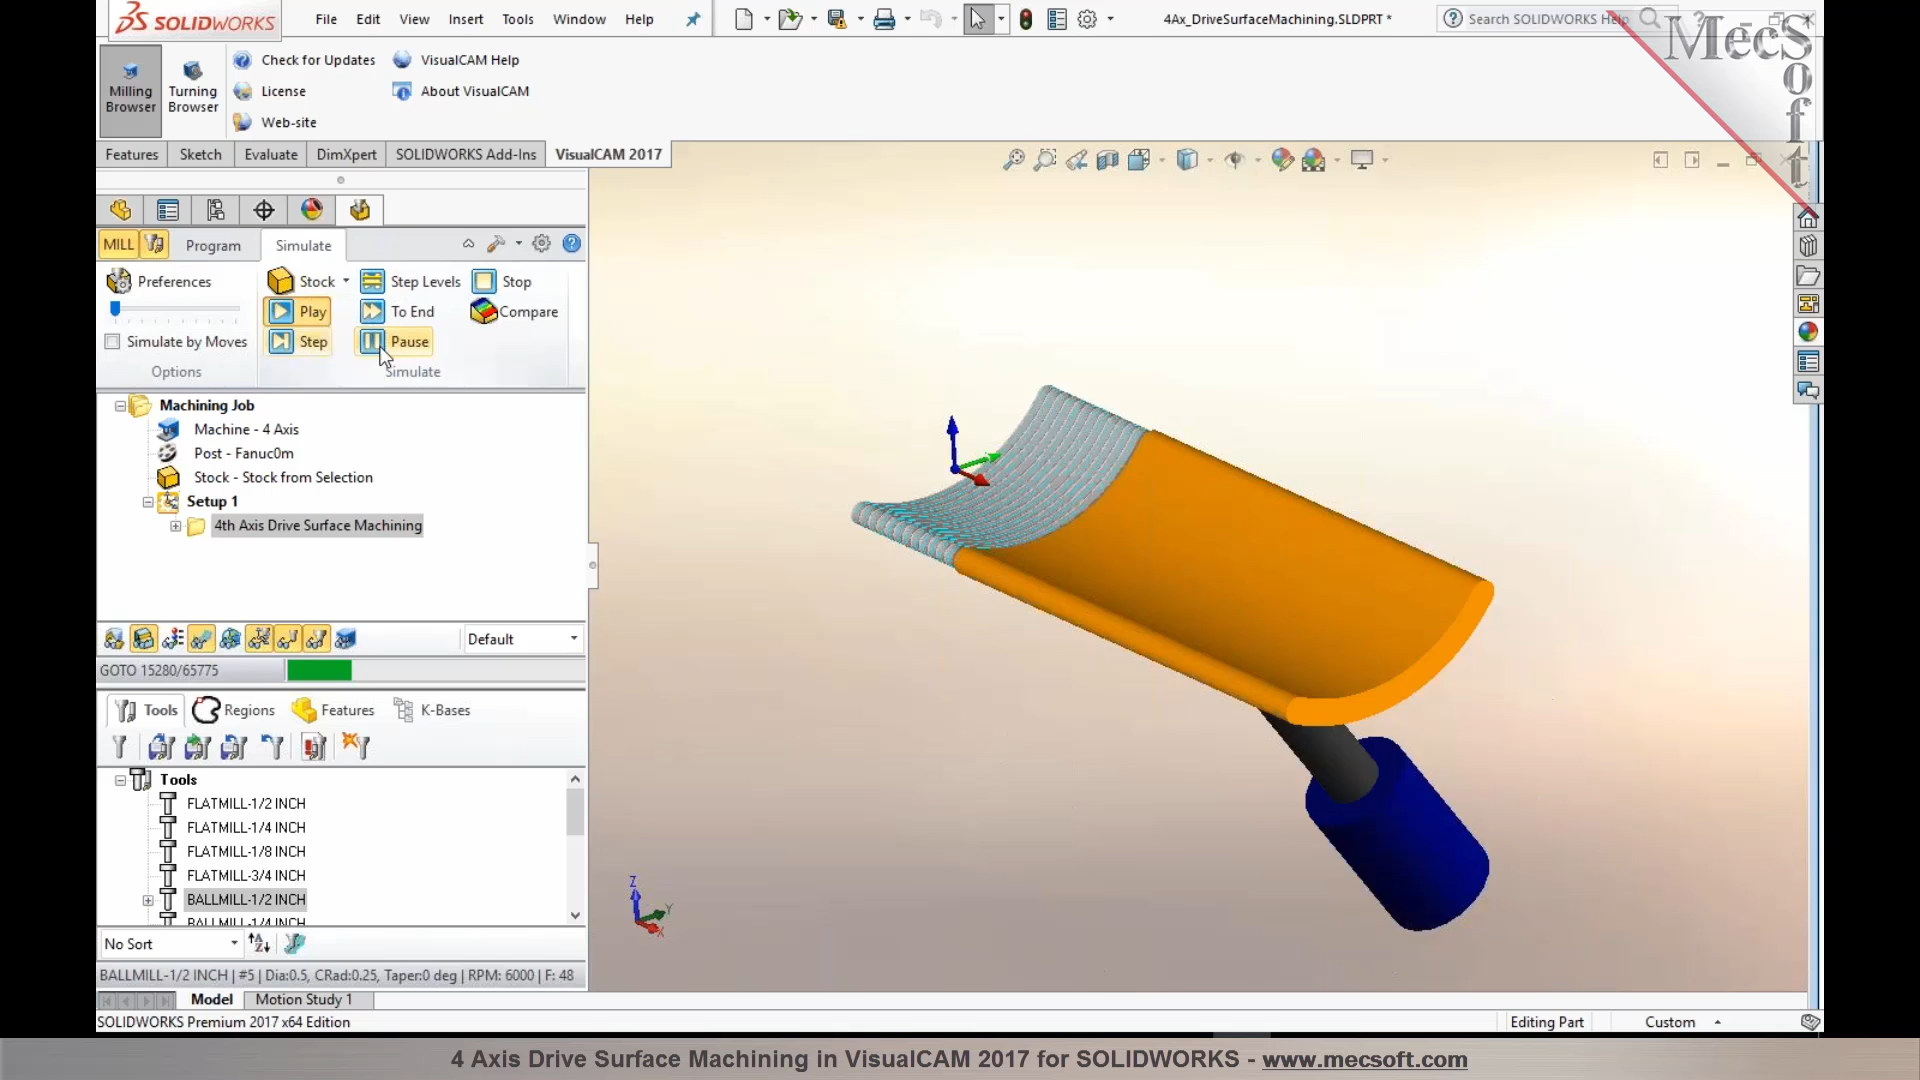 SOLIDWORKS
File Edit View Insert Tools Window Help
4Ax_DriveSurfaceMachining.SLDPRT *
Search SOLIDWORKS Help
MecSoft
Milling Browser
Turning Browser
Check for Updates
License
Web-site
VisualCAM Help
About VisualCAM
Features Sketch Evaluate DimXpert SOLIDWORKS Add-Ins VisualCAM 2017
MILL Program Simulate
Preferences
Simulate by Moves
Options
Stock Step Levels Stop
Play To End Compare
Step Pause
Simulate
Machining Job
Machine - 4 Axis
Post - Fanuc0m
Stock - Stock from Selection
Setup 1
4th Axis Drive Surface Machining
Default
GOTO 15280/65775
Tools Regions Features K-Bases
Tools
FLATMILL-1/2 INCH
FLATMILL-1/4 INCH
FLATMILL-1/8 INCH
FLATMILL-3/4 INCH
BALLMILL-1/2 INCH
BALLMILL-1/4 INCH
No Sort
BALLMILL-1/2 INCH | #5 | Dia:0.5, CRad:0.25, Taper:0 deg | RPM: 6000 | F: 48
Z
Y
X
Model Motion Study 1
SOLIDWORKS Premium 2017 x64 Edition
Editing Part
Custom
4 Axis Drive Surface Machining in VisualCAM 2017 for SOLIDWORKS - www.mecsoft.com